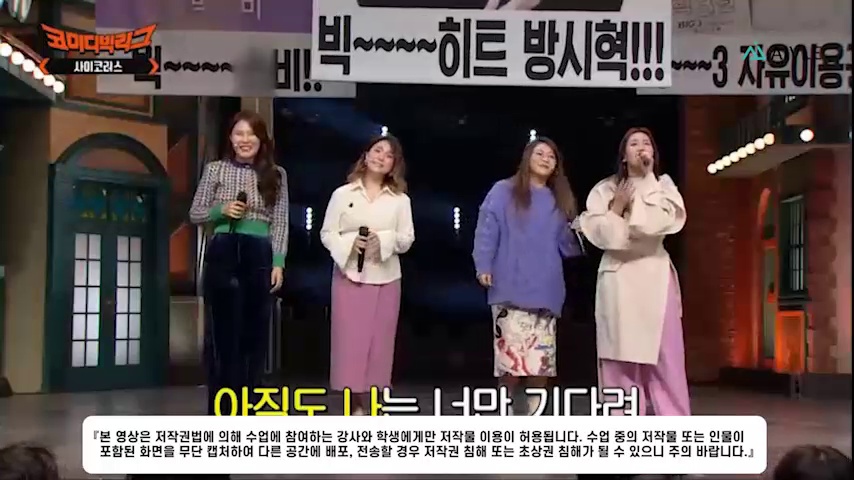 코미디빅리그
사이코러스
빅~~~~히트 방시혁!!!
~~~~비!!
~~~3 자유이용권
아직도 나는 너만 기다려
『본 영상은 저작권법에 의해 수업에 참여하는 강사와 학생에게만 저작물 이용이 허용됩니다. 수업 중의 저작물 또는 인물이
포함된 화면을 무단 캡처하여 다른 공간에 배포, 전송할 경우 저작권 침해 또는 초상권 침해가 될 수 있으니 주의 바랍니다.』